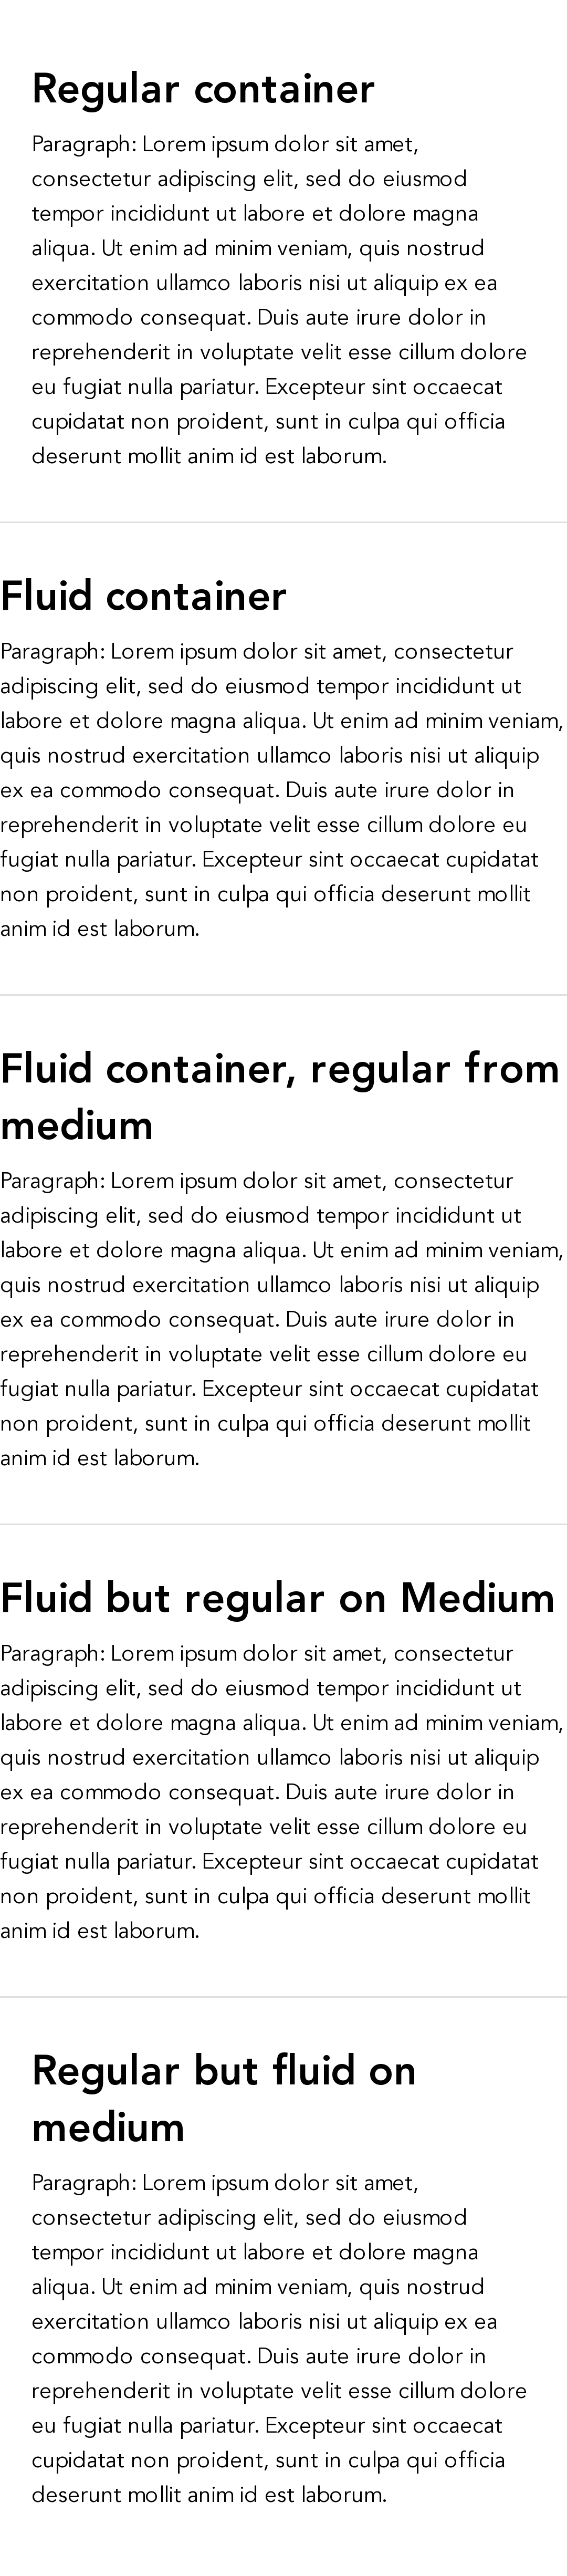 Regular container
Paragraph: Lorem ipsum dolor sit amet,
consectetur adipiscing elit, sed do eiusmod
tempor incididunt ut labore et dolore magna
aliqua. Ut enim ad minim veniam, quis nostrud
exercitation ullamco laboris nisi ut aliquip ex ea
commodo consequat. Duis aute irure dolor in
reprehenderit in voluptate velit esse cillum dolore
eu fugiat nulla pariatur. Excepteur sint occaecat
cupidatat non proident, sunt in culpa qui officia
deserunt mollit anim id est laborum.
Fluid container
Paragraph: Lorem ipsum dolor sit amet, consectetur
adipiscing elit, sed do eiusmod tempor incididunt ut
labore et dolore magna aliqua. Ut enim ad minim veniam,
quis nostrud exercitation ullamco laboris nisi ut aliquip
ex ea commodo consequat. Duis aute irure dolor in
reprehenderit in voluptate velit esse cillum dolore eu
fugiat nulla pariatur. Excepteur sint occaecat cupidatat
non proident, sunt in culpa qui officia deserunt mollit
anim id est laborum.
Fluid container, regular from
medium
Paragraph: Lorem ipsum dolor sit amet, consectetur
adipiscing elit, sed do eiusmod tempor incididunt ut
labore et dolore magna aliqua. Ut enim ad minim veniam,
quis nostrud exercitation ullamco laboris nisi ut aliquip
ex ea commodo consequat. Duis aute irure dolor in
reprehenderit in voluptate velit esse cillum dolore eu
fugiat nulla pariatur. Excepteur sint occaecat cupidatat
non proident, sunt in culpa qui officia deserunt mollit
anim id est laborum.
Fluid but regular on Medium
Paragraph: Lorem ipsum dolor sit amet, consectetur
adipiscing elit, sed do eiusmod tempor incididunt ut
labore et dolore magna aliqua. Ut enim ad minim veniam,
quis nostrud exercitation ullamco laboris nisi ut aliquip
ex ea commodo consequat. Duis aute irure dolor in
reprehenderit in voluptate velit esse cillum dolore eu
fugiat nulla pariatur. Excepteur sint occaecat cupidatat
non proident, sunt in culpa qui officia deserunt mollit
anim id est laborum.
Regular but fluid on
medium
Paragraph: Lorem ipsum dolor sit amet,
consectetur adipiscing elit, sed do eiusmod
tempor incididunt ut labore et dolore magna
aliqua. Ut enim ad minim veniam, quis nostrud
exercitation ullamco laboris nisi ut aliquip ex ea
commodo consequat. Duis aute irure dolor in
reprehenderit in voluptate velit esse cillum dolore
eu fugiat nulla pariatur. Excepteur sint occaecat
cupidatat non proident, sunt in culpa qui officia
deserunt mollit anim id est laborum.